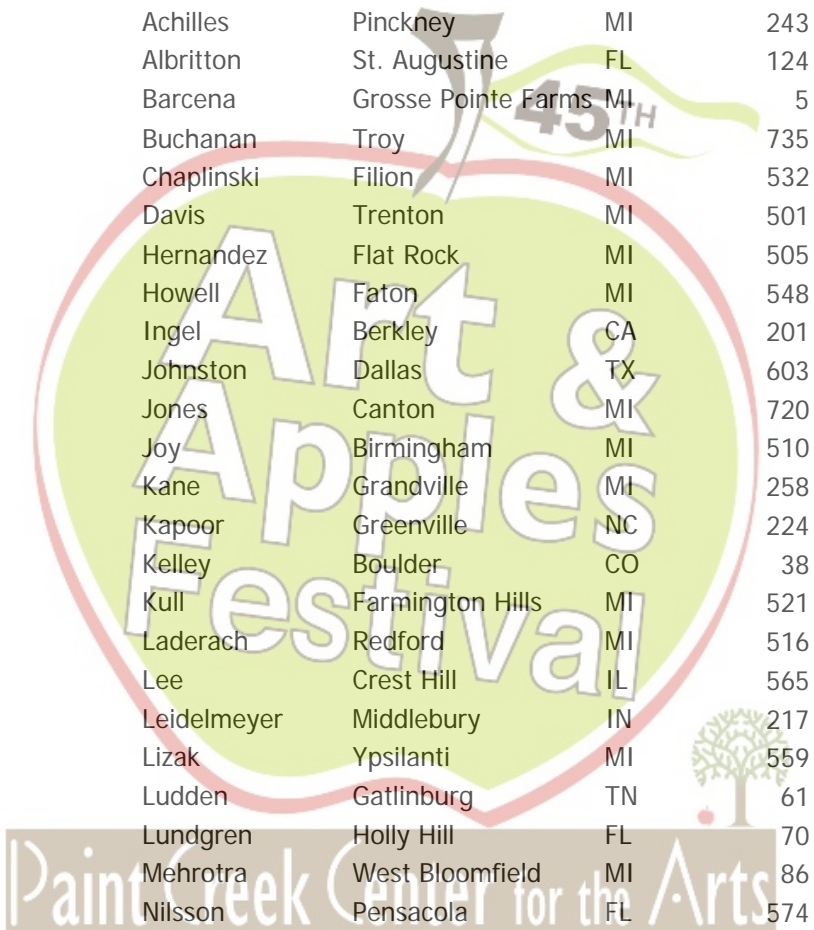 Achilles Pinckney MI 243
Albritton St. Augustine FL 124
Barcena Grosse Pointe Farms MI 5
Buchanan Troy MI 735
Chaplinski Filion MI 532
Davis Trenton MI 501
Hernandez Flat Rock MI 505
Howell Faton MI 548
Ingel Berkley CA 201
Johnston Dallas TX 603
Jones Canton MI 720
Joy Birmingham MI 510
Kane Grandville MI 258
Kapoor Greenville NC 224
Kelley Boulder CO 38
Kull Farmington Hills MI 521
Laderach Redford MI 516
Lee Crest Hill IL 565
Leidelmeyer Middlebury IN 217
Lizak Ypsilanti MI 559
Ludden Gatlinburg TN 61
Lundgren Holly Hill FL 70
Mehrotra West Bloomfield MI 86
Nilsson Pensacola FL 574
45TH
Art &
Apples
Festival
Paint Creek Center for the Arts